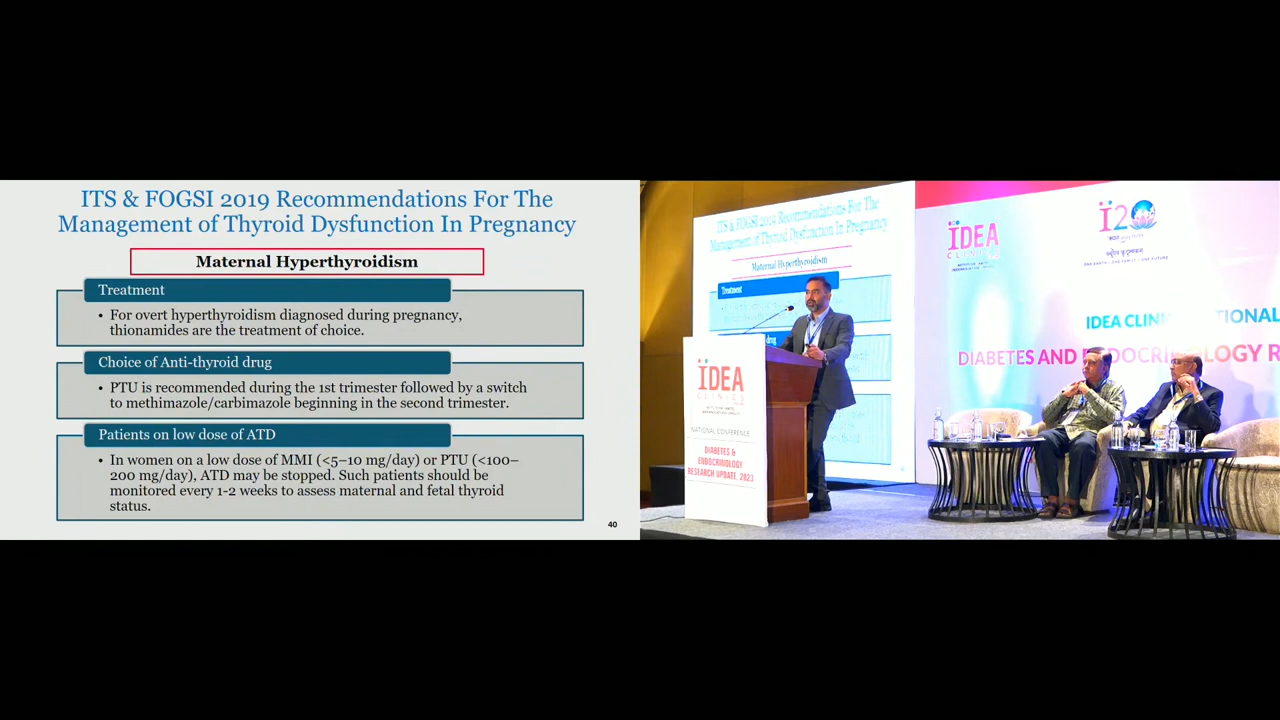 ITS & FOGSI 2019 Recommendations For The
Management of Thyroid Dysfunction In Pregnancy
Maternal Hyperthyroidism
Treatment
• For overt hyperthyroidism diagnosed during pregnancy,
thionamides are the treatment of choice.
Choice of Anti-thyroid drug
• PTU is recommended during the 1st trimester followed by a switch
to methimazole/carbimazole beginning in the second trimester.
Patients on low dose of ATD
• In women on a low dose of MMI (<5–10 mg/day) or PTU (<100–
200 mg/day), ATD may be stopped. Such patients should be
monitored every 1-2 weeks to assess maternal and fetal thyroid
status.
40
ITS & FOGSI 2019 Recommendations For The
Management of Thyroid Dysfunction In Pregnancy
Maternal Hyperthyroidism
Treatment
IDEA
CLINICS
NATIONAL CONFERENCE
DIABETES &
ENDOCRINOLOGY
RESEARCH UPDATE, 2023
IDEA
CLINICS
ONE EARTH • ONE FAMILY • ONE FUTURE
IDEA CLIN
TIONAL
DIABETES AND